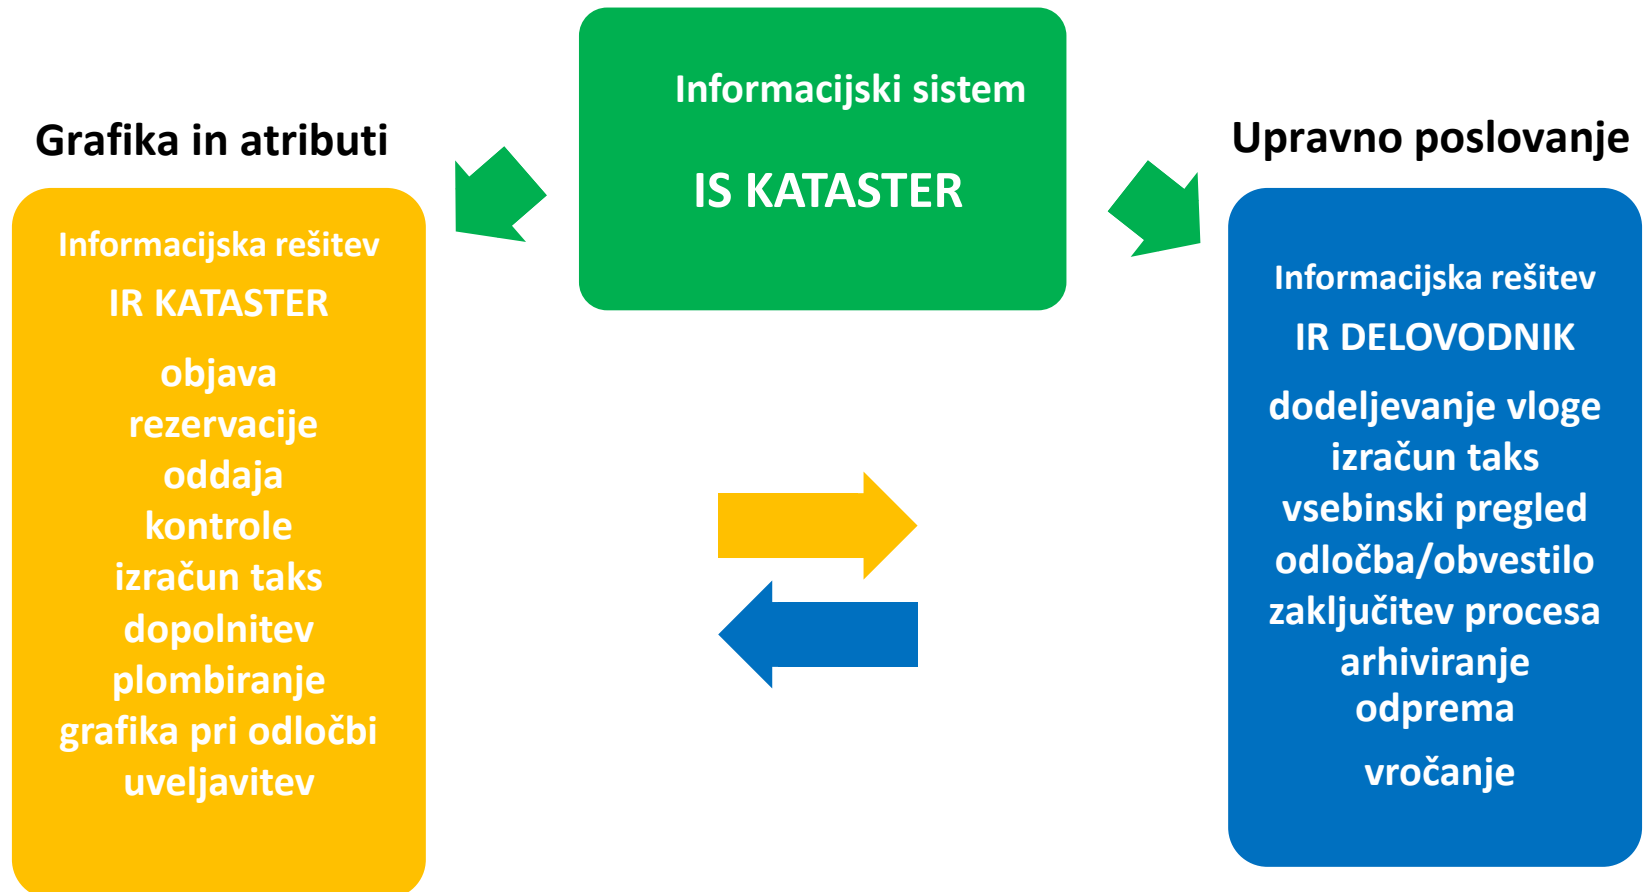 Informacijski sistem
IS KATASTER
Grafika in atributi
Informacijska rešitev
IR KATASTER
objava
rezervacije
oddaja
kontrole
izračun taks
dopolnitev
plombiranje
grafika pri odločbi
uveljavitev
Upravno poslovanje
Informacijska rešitev
IR DELOVODNIK
dodeljevanje vloge
izračun taks
vsebinski pregled
odločba/obvestilo
zaključitev procesa
arhiviranje
odprema
vročanje